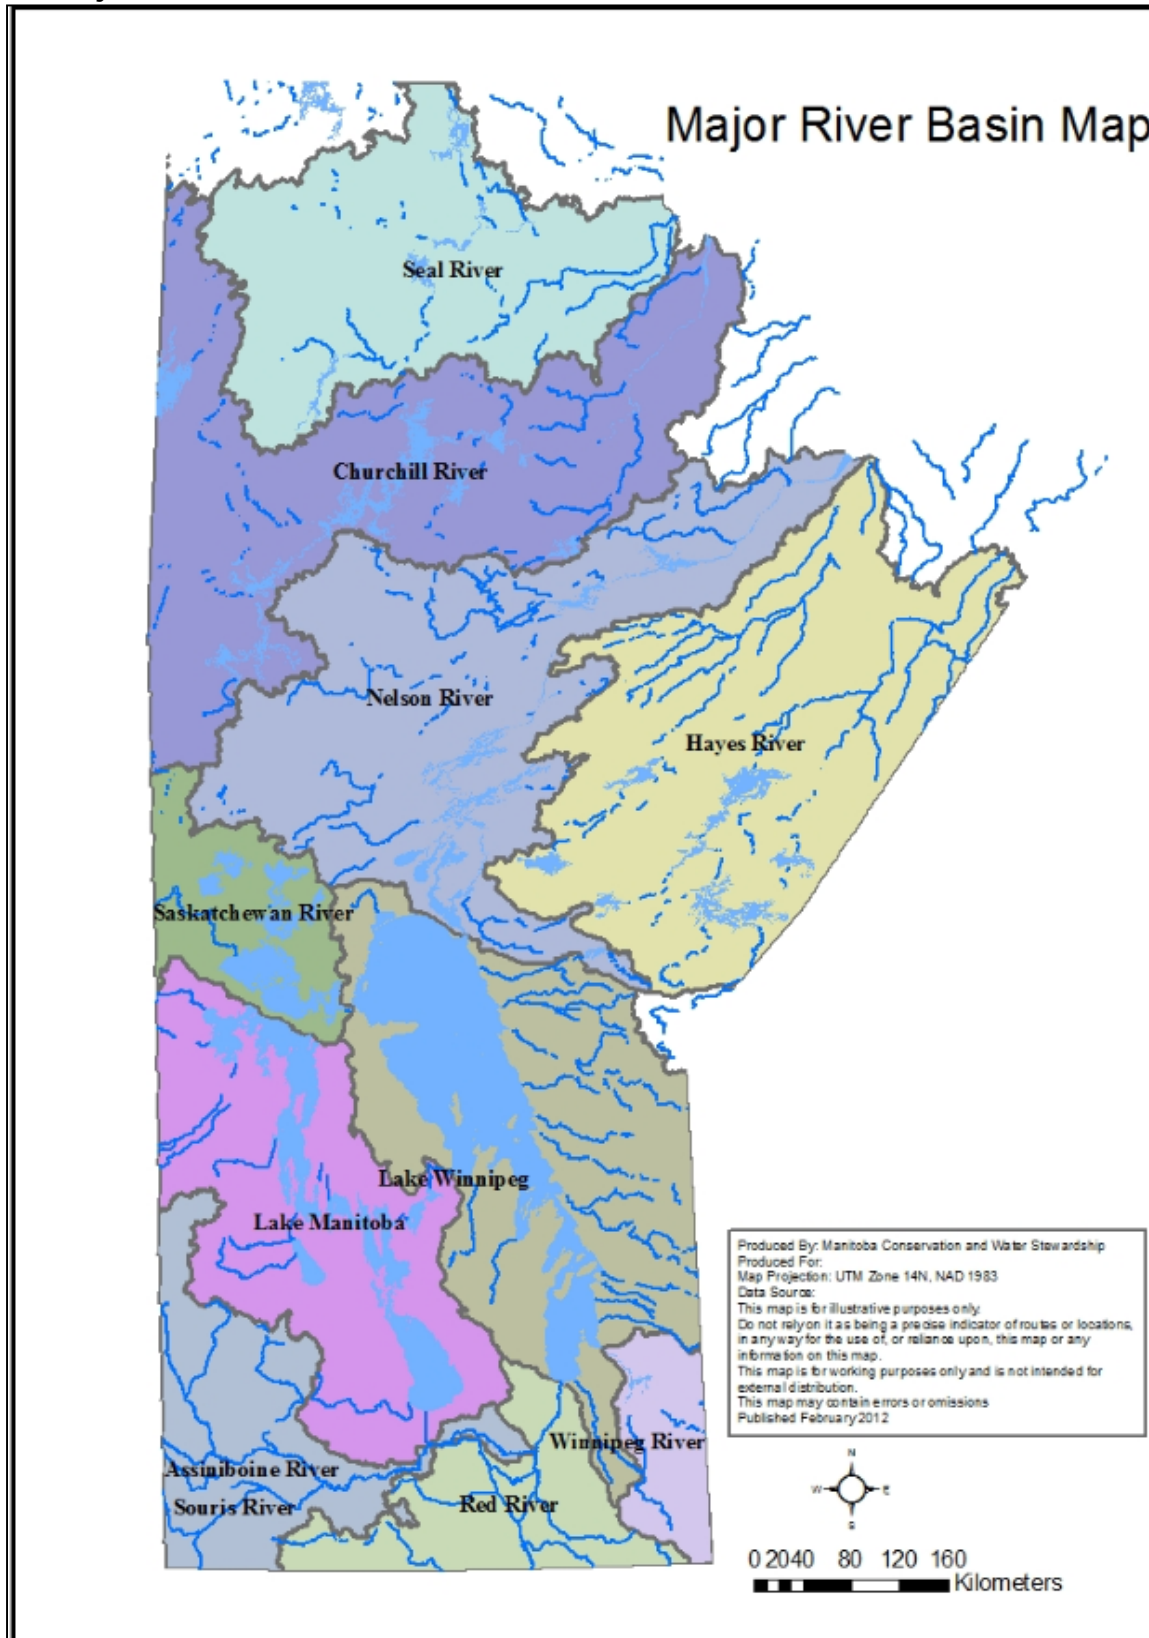 Major River Basin Map
Seal River
Churchill River
Nelson River
Hayes River
Saskatchewan River
Lake Winnipeg
Lake Manitoba
Produced By: Manitoba Conservation and Water Stewardship
Produced For:
Map Projection: UTM Zone 14N, NAD 1983
Data Source:
This map is for illustrative purposes only.
Do not rely on it as being a precise indicator of routes or locations,
in any way for the use of, or reliance upon, this map or any
information on this map.
This map is for working purposes only and is not intended for
external distribution.
This map may contain errors or omissions
Published February 2012
Winnipeg River
Assiniboine River
Souris River
Red River
N
W E
S
0 20 40 80 120 160
Kilometers